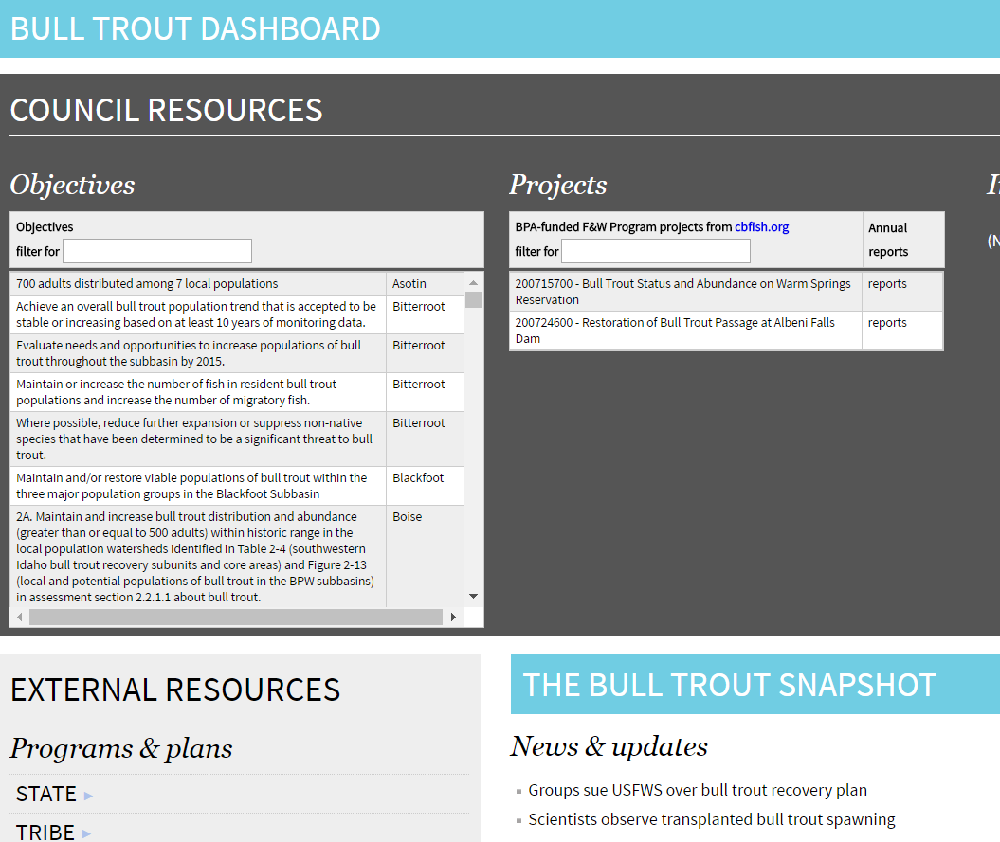 BULL TROUT DASHBOARD
COUNCIL RESOURCES
Objectives
Objectives
filter for
700 adults distributed among 7 local populations
Asotin
Achieve an overall bull trout population trend that is accepted to be
stable or increasing based on at least 10 years of monitoring data.
Bitterroot
Evaluate needs and opportunities to increase populations of bull
trout throughout the subbasin by 2015.
Bitterroot
Maintain or increase the number of fish in resident bull trout
populations and increase the number of migratory fish.
Bitterroot
Where possible, reduce further expansion or suppress non-native
species that have been determined to be a significant threat to bull
trout.
Bitterroot
Maintain and/or restore viable populations of bull trout within the
three major population groups in the Blackfoot Subbasin
Blackfoot
2A. Maintain and increase bull trout distribution and abundance
(greater than or equal to 500 adults) within historic range in the
local population watersheds identified in Table 2-4 (southwestern
Idaho bull trout recovery subunits and core areas) and Figure 2-13
(local and potential populations of bull trout in the BPW subbasins)
in assessment section 2.2.1.1 about bull trout.
Boise
Projects
BPA-funded F&W Program projects from cbfish.org
filter for
Annual
reports
200715700 - Bull Trout Status and Abundance on Warm Springs
Reservation
reports
200724600 - Restoration of Bull Trout Passage at Albeni Falls
Dam
reports
EXTERNAL RESOURCES
Programs & plans
STATE
TRIBE
THE BULL TROUT SNAPSHOT
News & updates
Groups sue USFWS over bull trout recovery plan
Scientists observe transplanted bull trout spawning